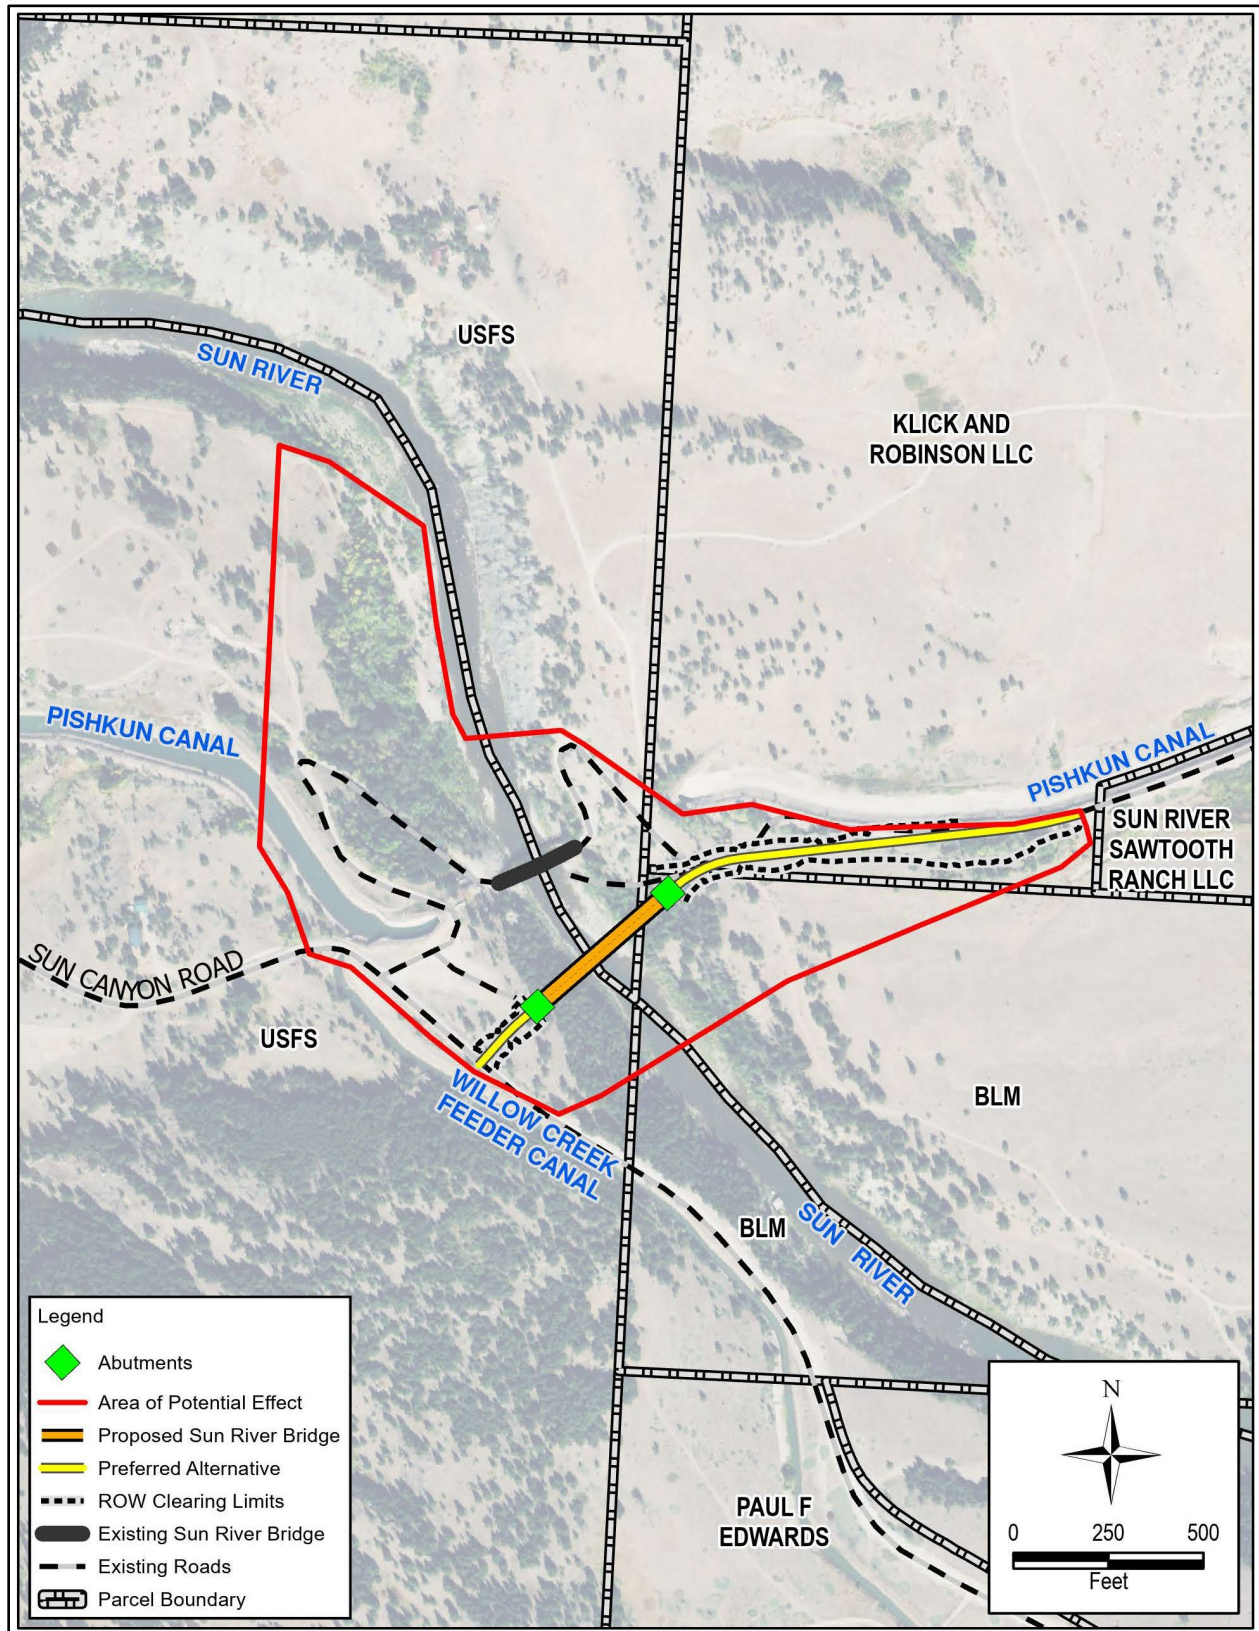 USFS
SUN RIVER
KLICK AND
ROBINSON LLC
PISHKUN CANAL
PISHKUN CANAL
SUN RIVER
SAWTOOTH
RANCH LLC
SUN CANYON ROAD
USFS
WILLOW CREEK
FEEDER CANAL
BLM
BLM
SUN RIVER
PAUL F
EDWARDS
Legend
Abutments
Area of Potential Effect
Proposed Sun River Bridge
Preferred Alternative
ROW Clearing Limits
Existing Sun River Bridge
Existing Roads
Parcel Boundary
N
0 250 500
Feet